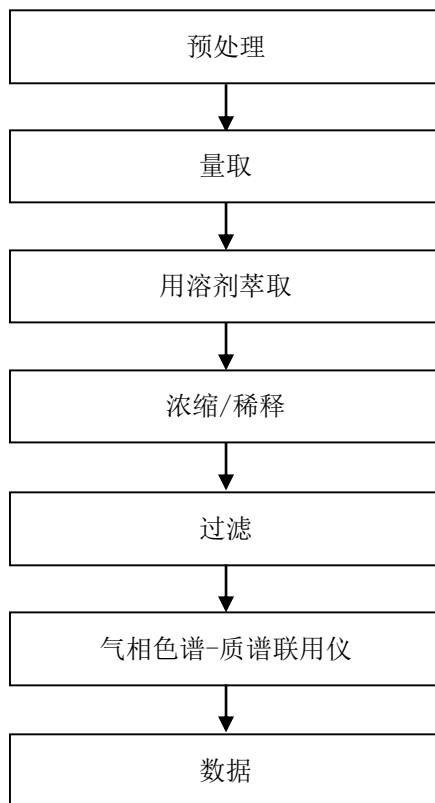 预处理
量取
用溶剂萃取
浓缩/稀释
过滤
气相色谱-质谱联用仪
数据